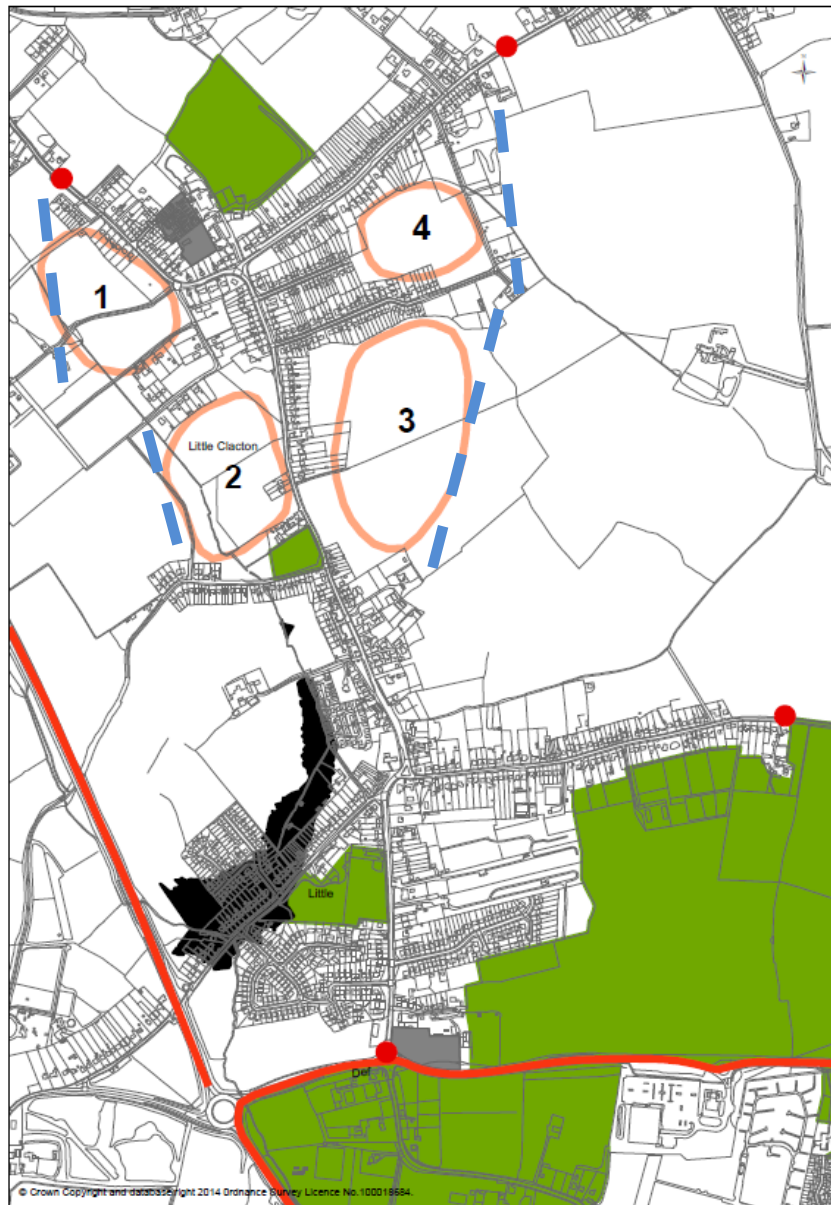 4
1
3
Little Clacton
2
Little
Def
© Crown Copyright and database right 2014 Ordnance Survey Licence No.100018684.